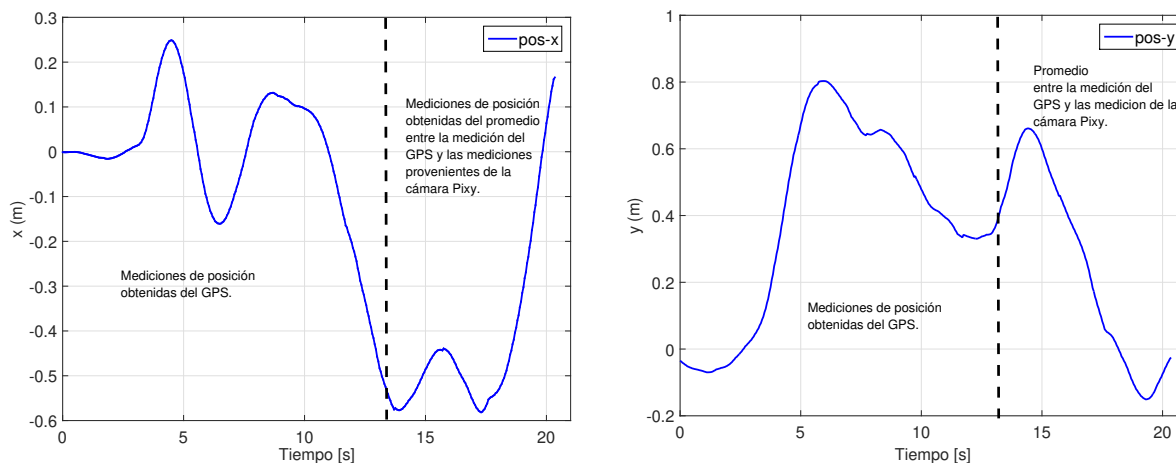 0.3
0.2
0.1
0
-0.1
-0.2
-0.3
-0.4
-0.5
-0.6
x (m)
0
5
10
15
20
Tiempo [s]
pos-x
Mediciones de posición
obtenidas del GPS.
Mediciones de posición
obtenidas del promedio
entre la medición del
GPS y las mediciones
provenientes de la
cámara Pixy.
1
0.8
0.6
0.4
0.2
0
-0.2
y (m)
0
5
10
15
20
Tiempo [s]
pos-y
Mediciones de posición
obtenidas del GPS.
Promedio
entre la medición del
GPS y las medicion de la
cámara Pixy.